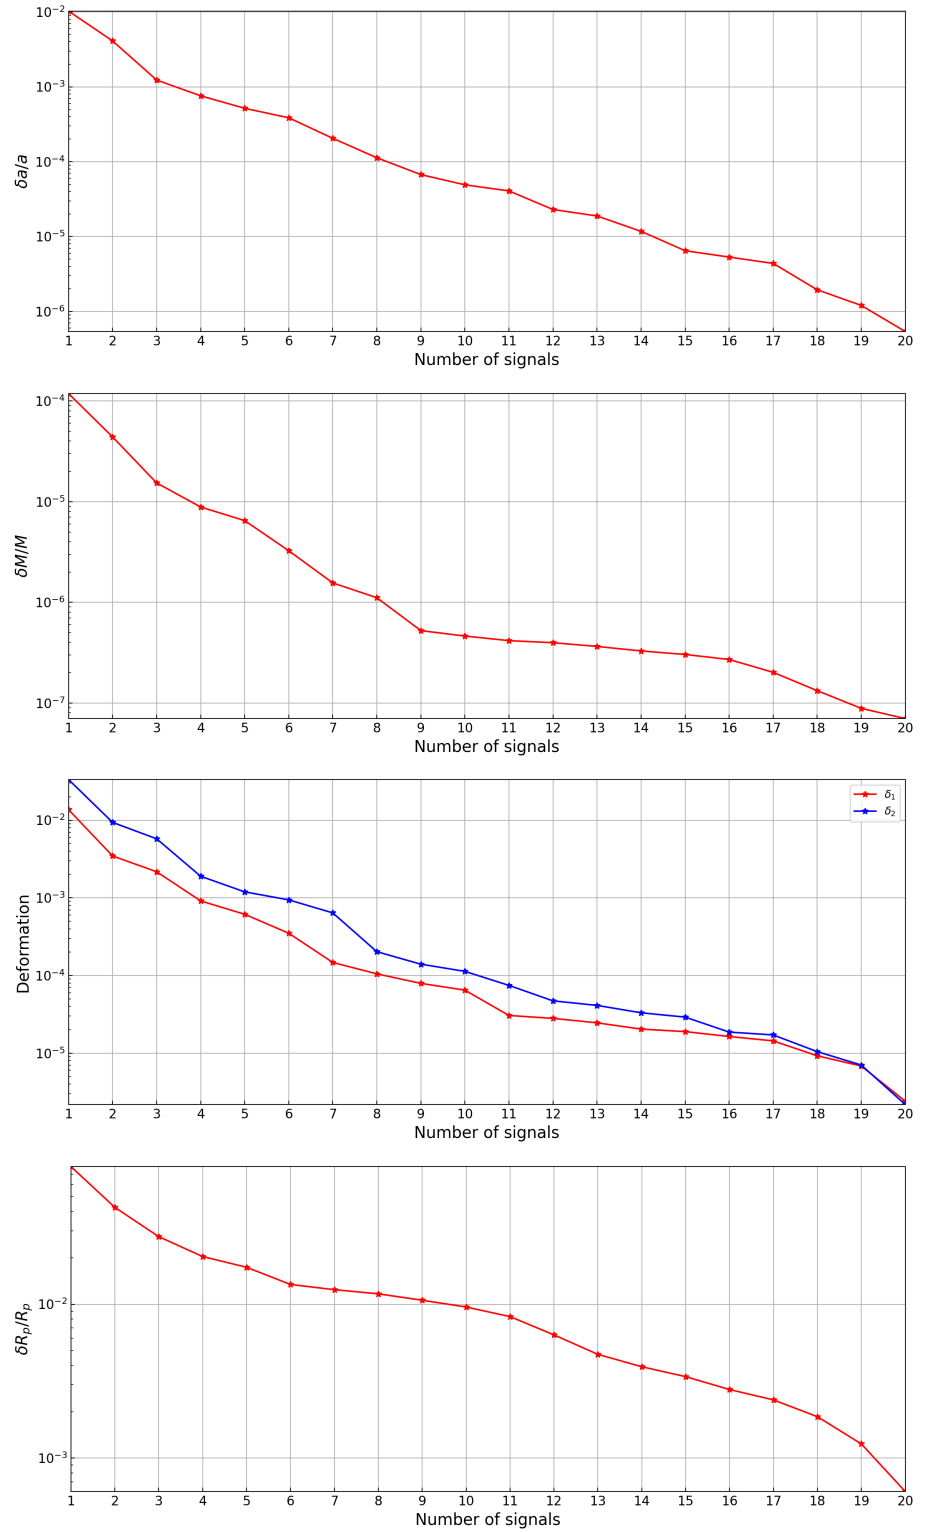 10⁻²
10⁻³
10⁻⁴
10⁻⁵
10⁻⁶
δa/a
1 2 3 4 5 6 7 8 9 10 11 12 13 14 15 16 17 18 19 20
Number of signals
10⁻⁴
10⁻⁵
10⁻⁶
10⁻⁷
δM/M
1 2 3 4 5 6 7 8 9 10 11 12 13 14 15 16 17 18 19 20
Number of signals
δ₁
δ₂
10⁻²
10⁻³
10⁻⁴
10⁻⁵
Deformation
1 2 3 4 5 6 7 8 9 10 11 12 13 14 15 16 17 18 19 20
Number of signals
10⁻²
10⁻³
δRₚ/Rₚ
1 2 3 4 5 6 7 8 9 10 11 12 13 14 15 16 17 18 19 20
Number of signals